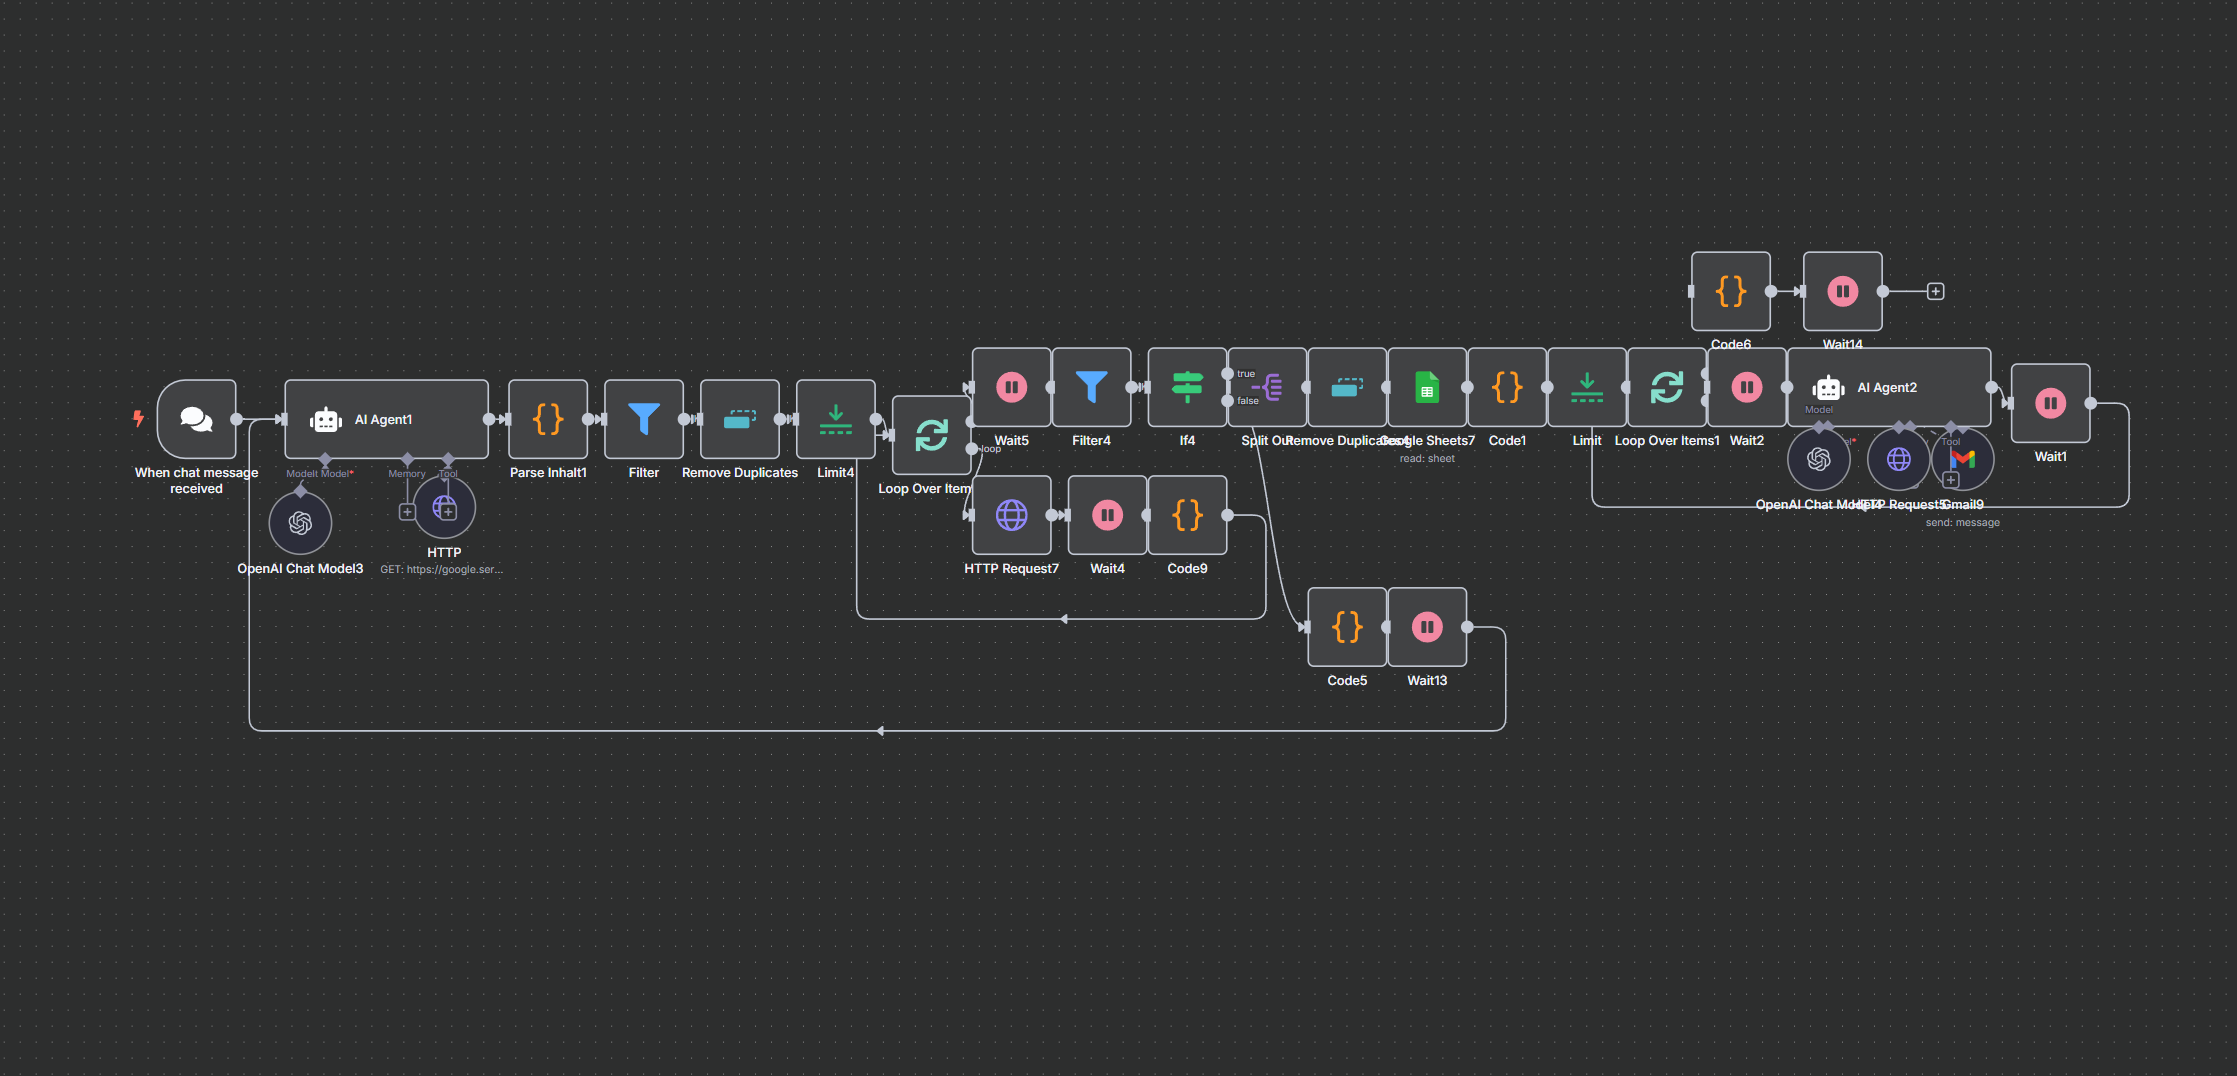 Code6
Wait14
When chat message
received
AI Agent1
Model
Model*
Memory
Tool
OpenAI Chat Model3
HTTP
GET: https://google.ser...
Parse Inhalt1
Filter
Remove Duplicates
Limit4
Loop Over Item
loop
Wait5
Filter4
If4
true
false
Split Out
Remove Duplicates4
Google Sheets7
read: sheet
Code1
Limit
Loop Over Items1
Wait2
AI Agent2
Model
Tool
OpenAI Chat Model4
HTTP Request5
Gmail9
send: message
Wait1
HTTP Request7
Wait4
Code9
Code5
Wait13